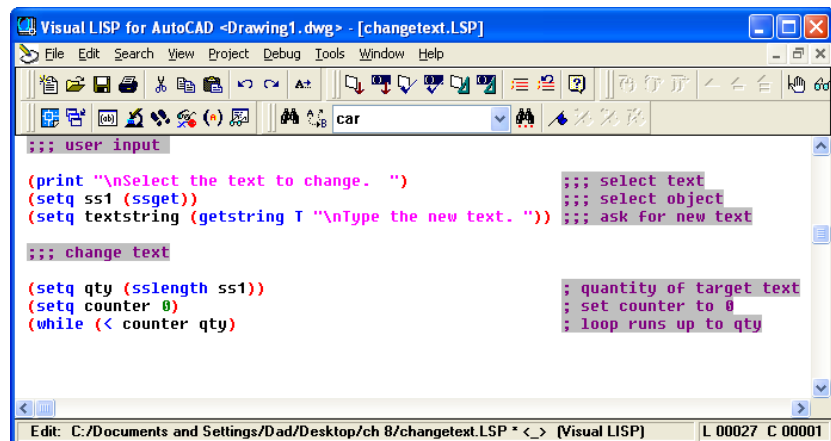 Visual LISP for AutoCAD <Drawing1.dwg> - [changetext.LSP]
File Edit Search View Project Debug Tools Window Help
car
;;; user input
(print "\nSelect the text to change.  ") ;;; select text
(setq ss1 (ssget)) ;;; select object
(setq textstring (getstring T "\nType the new text. ")) ;;; ask for new text
;;; change text
(setq qty (sslength ss1)) ; quantity of target text
(setq counter 0) ; set counter to 0
(while (< counter qty) ; loop runs up to qty
Edit: C:/Documents and Settings/Dad/Desktop/ch 8/changetext.LSP * <_> (Visual LISP) L 00027 C 00001